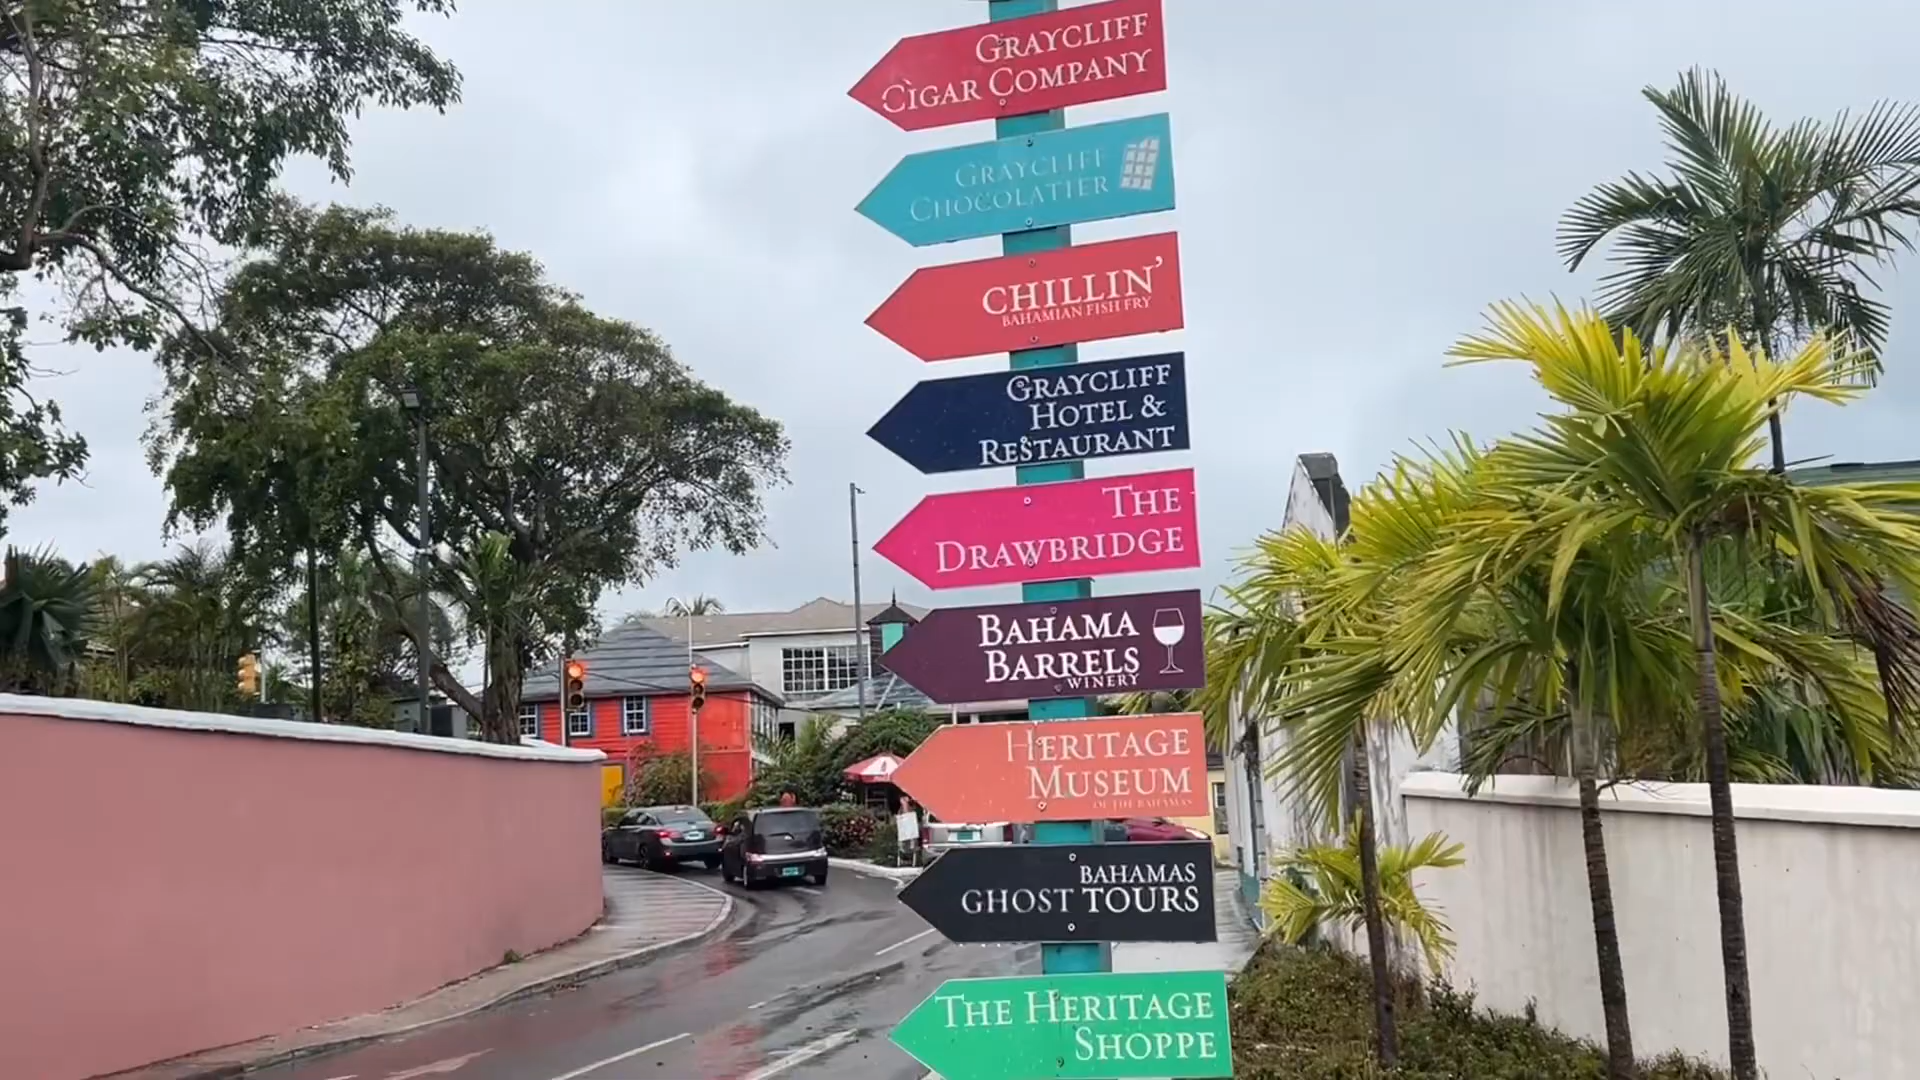 GRAYCLIFF
CIGAR COMPANY
GRAYCLIFF
CHOCOLATIER
CHILLIN'
BAHAMIAN FISH FRY
GRAYCLIFF
HOTEL &
RESTAURANT
THE
DRAWBRIDGE
BAHAMA
BARRELS
WINERY
HERITAGE
MUSEUM
OF THE BAHAMAS
BAHAMAS
GHOST TOURS
THE HERITAGE
SHOPPE